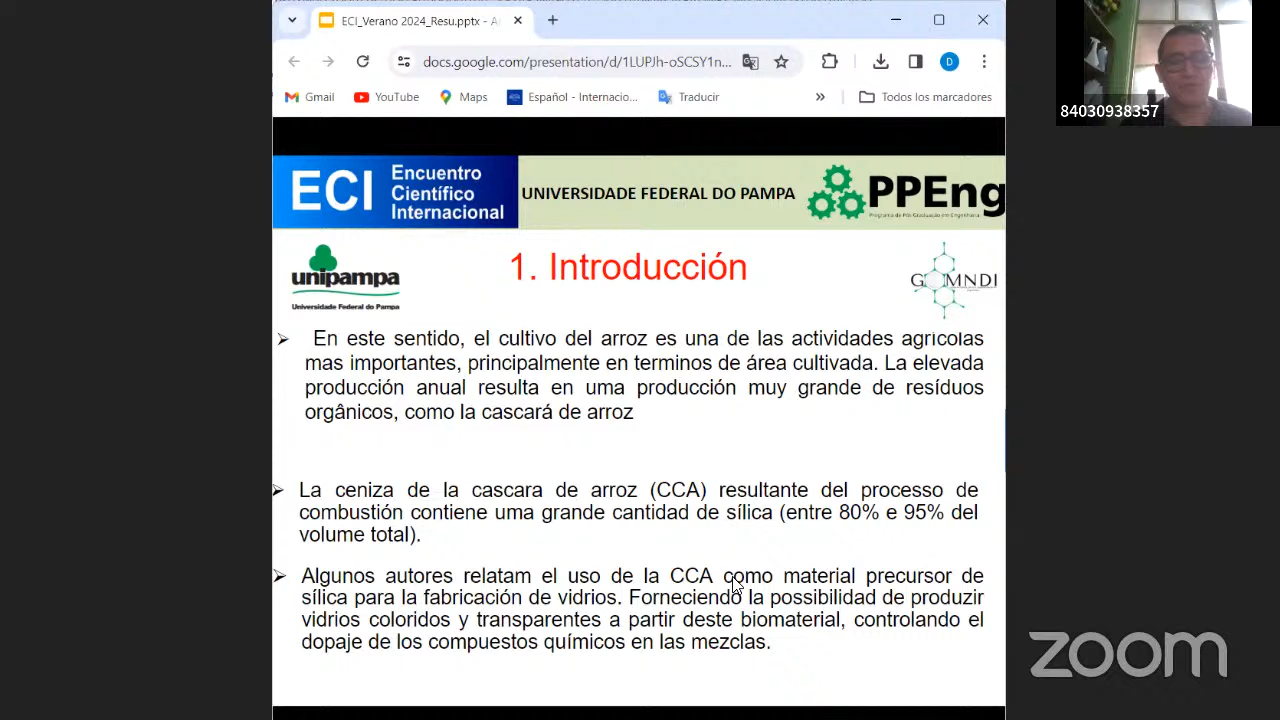 ECI_Verano 2024_Resu.pptx - A
docs.google.com/presentation/d/1LUPJh-oSCSY1n...
D
Gmail
YouTube
Maps
Español - Internacio...
Traducir
»
Todos los marcadores
84030938357
ECI
Encuentro
Científico
Internacional
UNIVERSIDADE FEDERAL DO PAMPA
PPEng
Programa de Pós-Graduação em Engenharia
unipampa
Universidade Federal do Pampa
1. Introducción
En este sentido, el cultivo del arroz es una de las actividades agrícolas
mas importantes, principalmente en terminos de área cultivada. La elevada
producción anual resulta en uma producción muy grande de resíduos
orgânicos, como la cascará de arroz
La ceniza de la cascara de arroz (CCA) resultante del processo de
combustión contiene uma grande cantidad de sílica (entre 80% e 95% del
volume total).
Algunos autores relatam el uso de la CCA como material precursor de
sílica para la fabricación de vidrios. Forneciendo la possibilidad de produzir
vidrios coloridos y transparentes a partir deste biomaterial, controlando el
dopaje de los compuestos químicos en las mezclas.
zoom